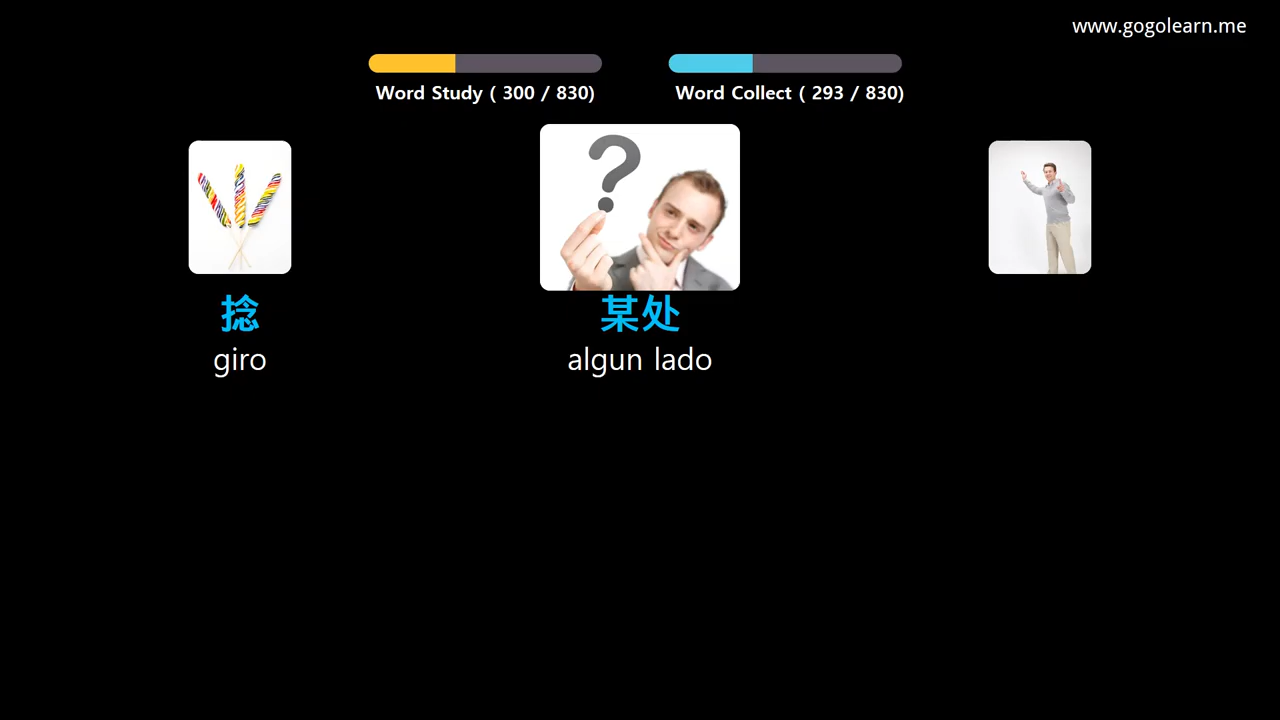 www.gogolearn.me
Word Study ( 300 / 830)
Word Collect ( 293 / 830)
捻
giro
某处
algun lado